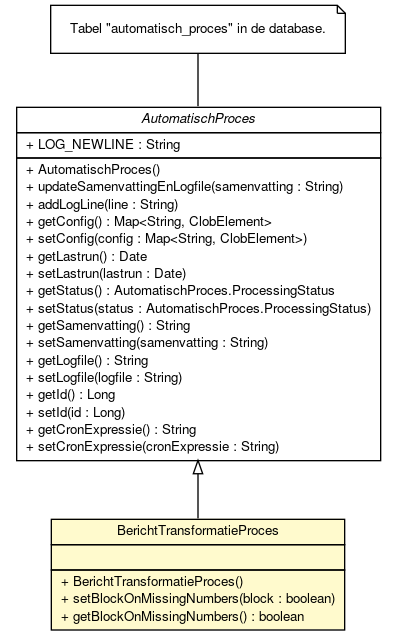 Tabel "automatisch_proces" in de database.
AutomatischProces
+ LOG_NEWLINE : String
+ AutomatischProces()
+ updateSamenvattingEnLogfile(samenvatting : String)
+ addLogLine(line : String)
+ getConfig() : Map<String, ClobElement>
+ setConfig(config : Map<String, ClobElement>)
+ getLastrun() : Date
+ setLastrun(lastrun : Date)
+ getStatus() : AutomatischProces.ProcessingStatus
+ setStatus(status : AutomatischProces.ProcessingStatus)
+ getSamenvatting() : String
+ setSamenvatting(samenvatting : String)
+ getLogfile() : String
+ setLogfile(logfile : String)
+ getId() : Long
+ setId(id : Long)
+ getCronExpressie() : String
+ setCronExpressie(cronExpressie : String)
BerichtTransformatieProces
+ BerichtTransformatieProces()
+ setBlockOnMissingNumbers(block : boolean)
+ getBlockOnMissingNumbers() : boolean